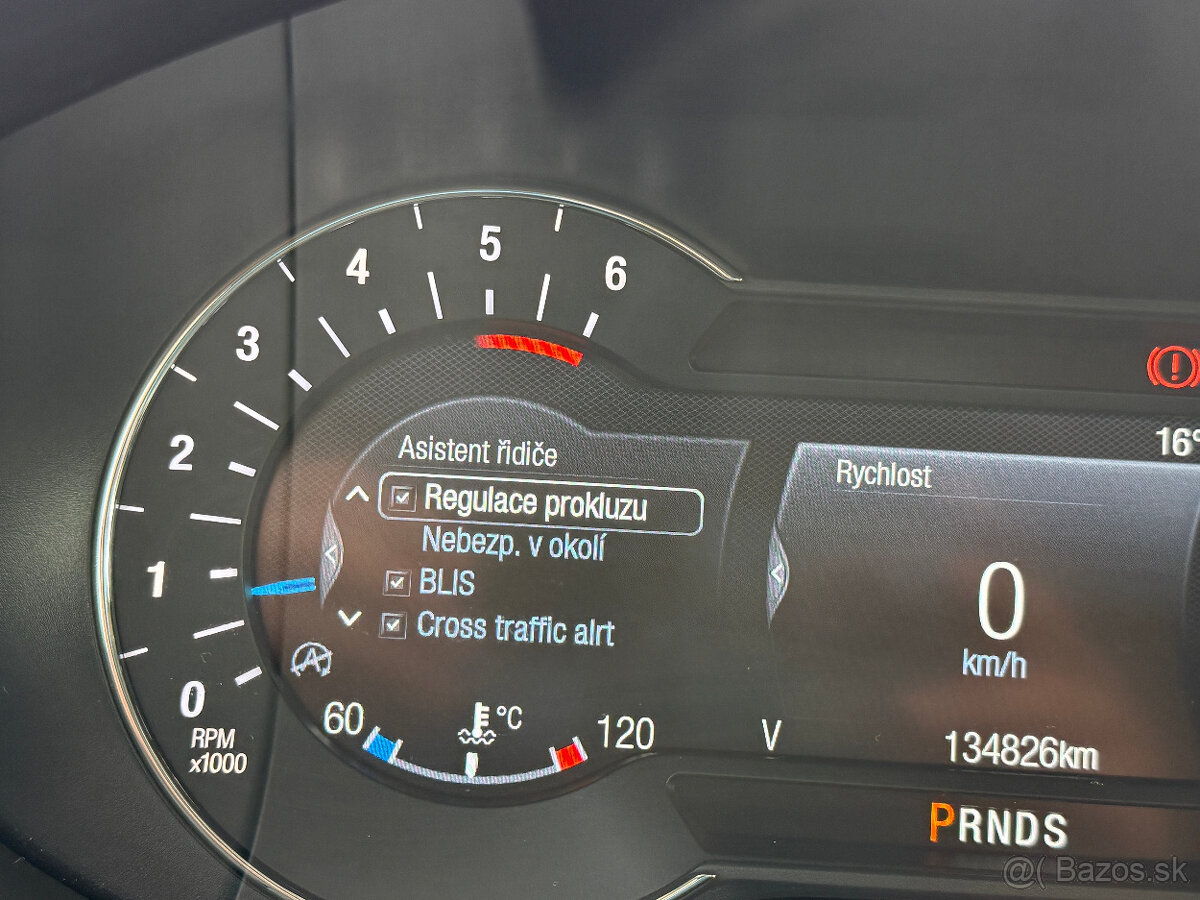 5
4
6
3
2
1
0
RPM
x1000
Asistent řidiče
Regulace prokluzu
Nebezp. v okolí
BLIS
Cross traffic alrt
A
60
°C
120
16°
Rychlost
0
km/h
V
134826km
PRNDS
@( Bazos.sk